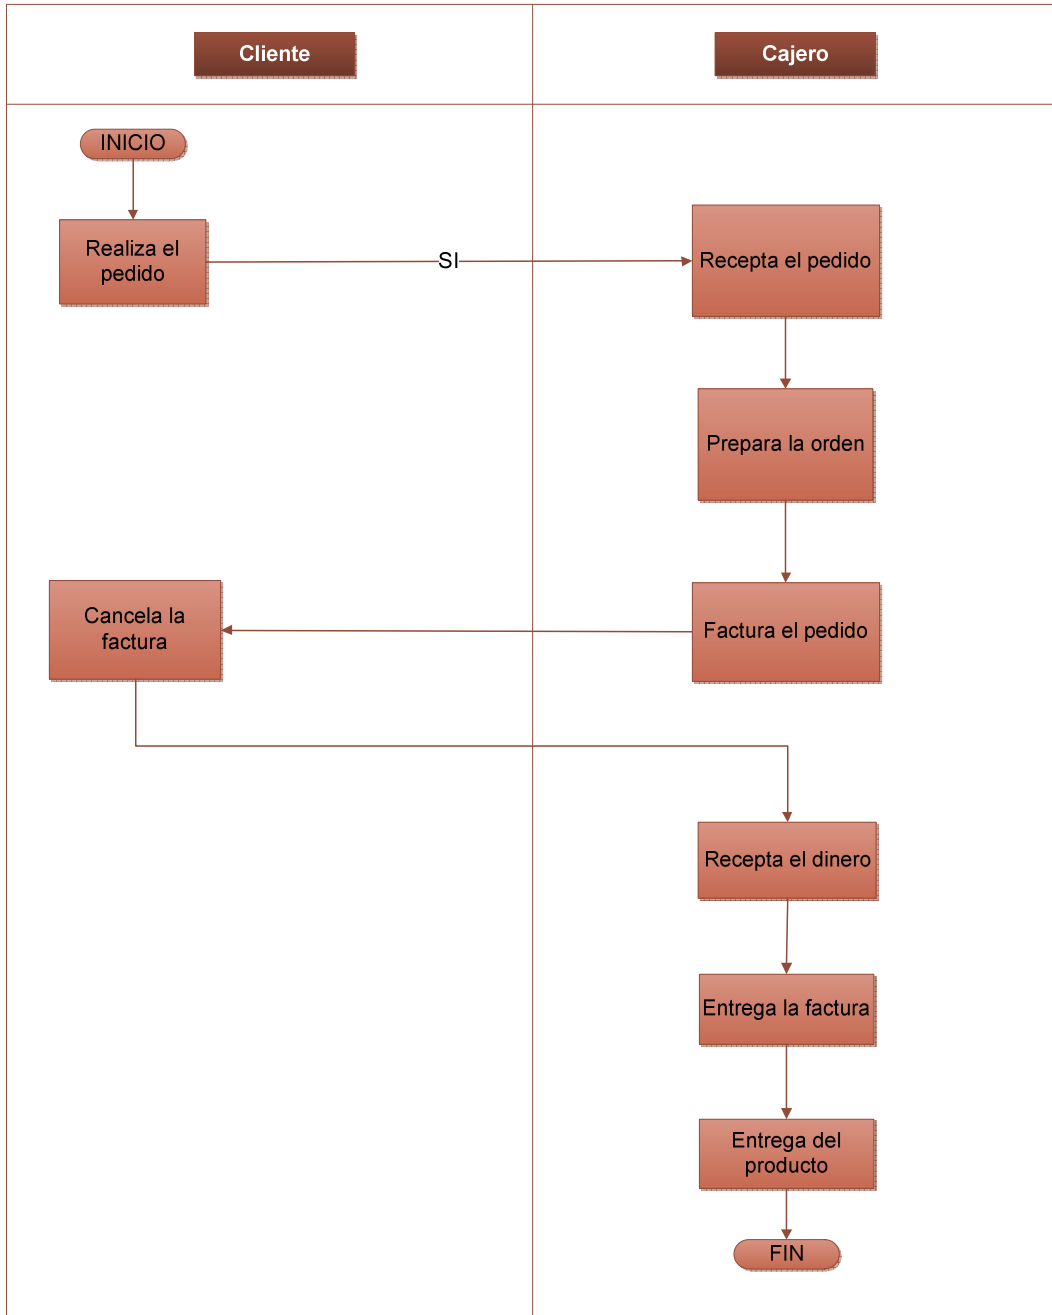 Cliente
Cajero
INICIO
Realiza el
pedido
SI
Recepta el pedido
Prepara la orden
Cancela la
factura
Factura el pedido
Recepta el dinero
Entrega la factura
Entrega del
producto
FIN